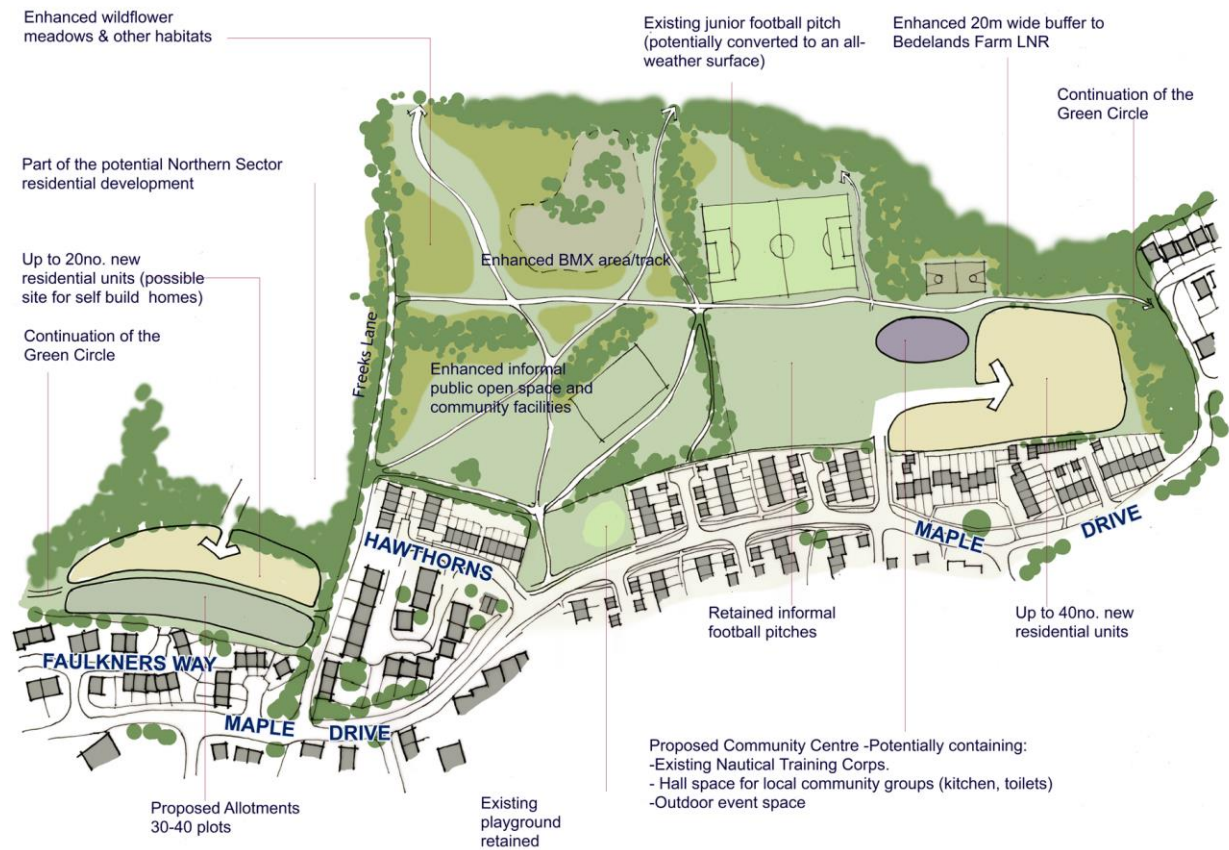 Enhanced wildflower
meadows & other habitats
Existing junior football pitch
(potentially converted to an all-
weather surface)
Enhanced 20m wide buffer to
Bedelands Farm LNR
Continuation of the
Green Circle
Part of the potential Northern Sector
residential development
Up to 20no. new
residential units (possible
site for self build  homes)
Continuation of the
Green Circle
Enhanced BMX area/track
Freeks Lane
Enhanced informal
public open space and
community facilities
HAWTHORNS
MAPLE
DRIVE
FAULKNERS WAY
MAPLE
DRIVE
Retained informal
football pitches
Up to 40no. new
residential units
Proposed Allotments
30-40 plots
Existing
playground
retained
Proposed Community Centre -Potentially containing:
-Existing Nautical Training Corps.
- Hall space for local community groups (kitchen, toilets)
-Outdoor event space